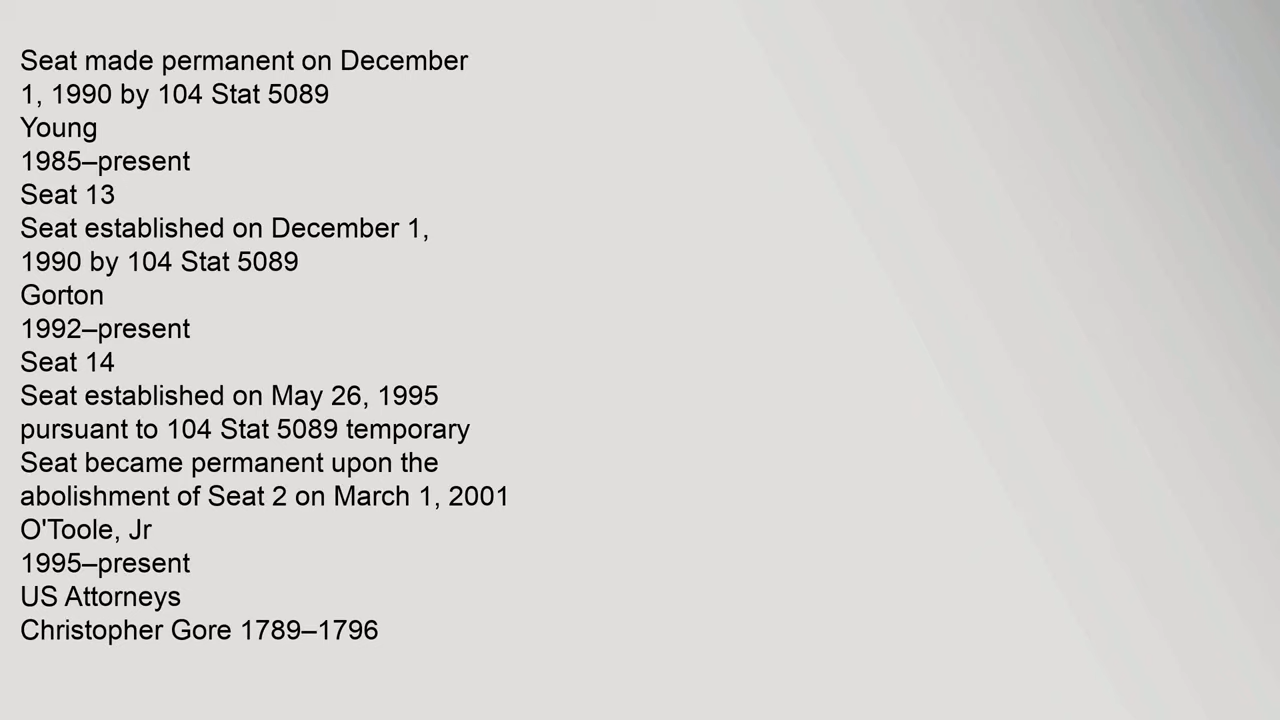 Seat made permanent on December
1, 1990 by 104 Stat 5089
Young
1985–present
Seat 13
Seat established on December 1,
1990 by 104 Stat 5089
Gorton
1992–present
Seat 14
Seat established on May 26, 1995
pursuant to 104 Stat 5089 temporary
Seat became permanent upon the
abolishment of Seat 2 on March 1, 2001
O'Toole, Jr
1995–present
US Attorneys
Christopher Gore 1789–1796